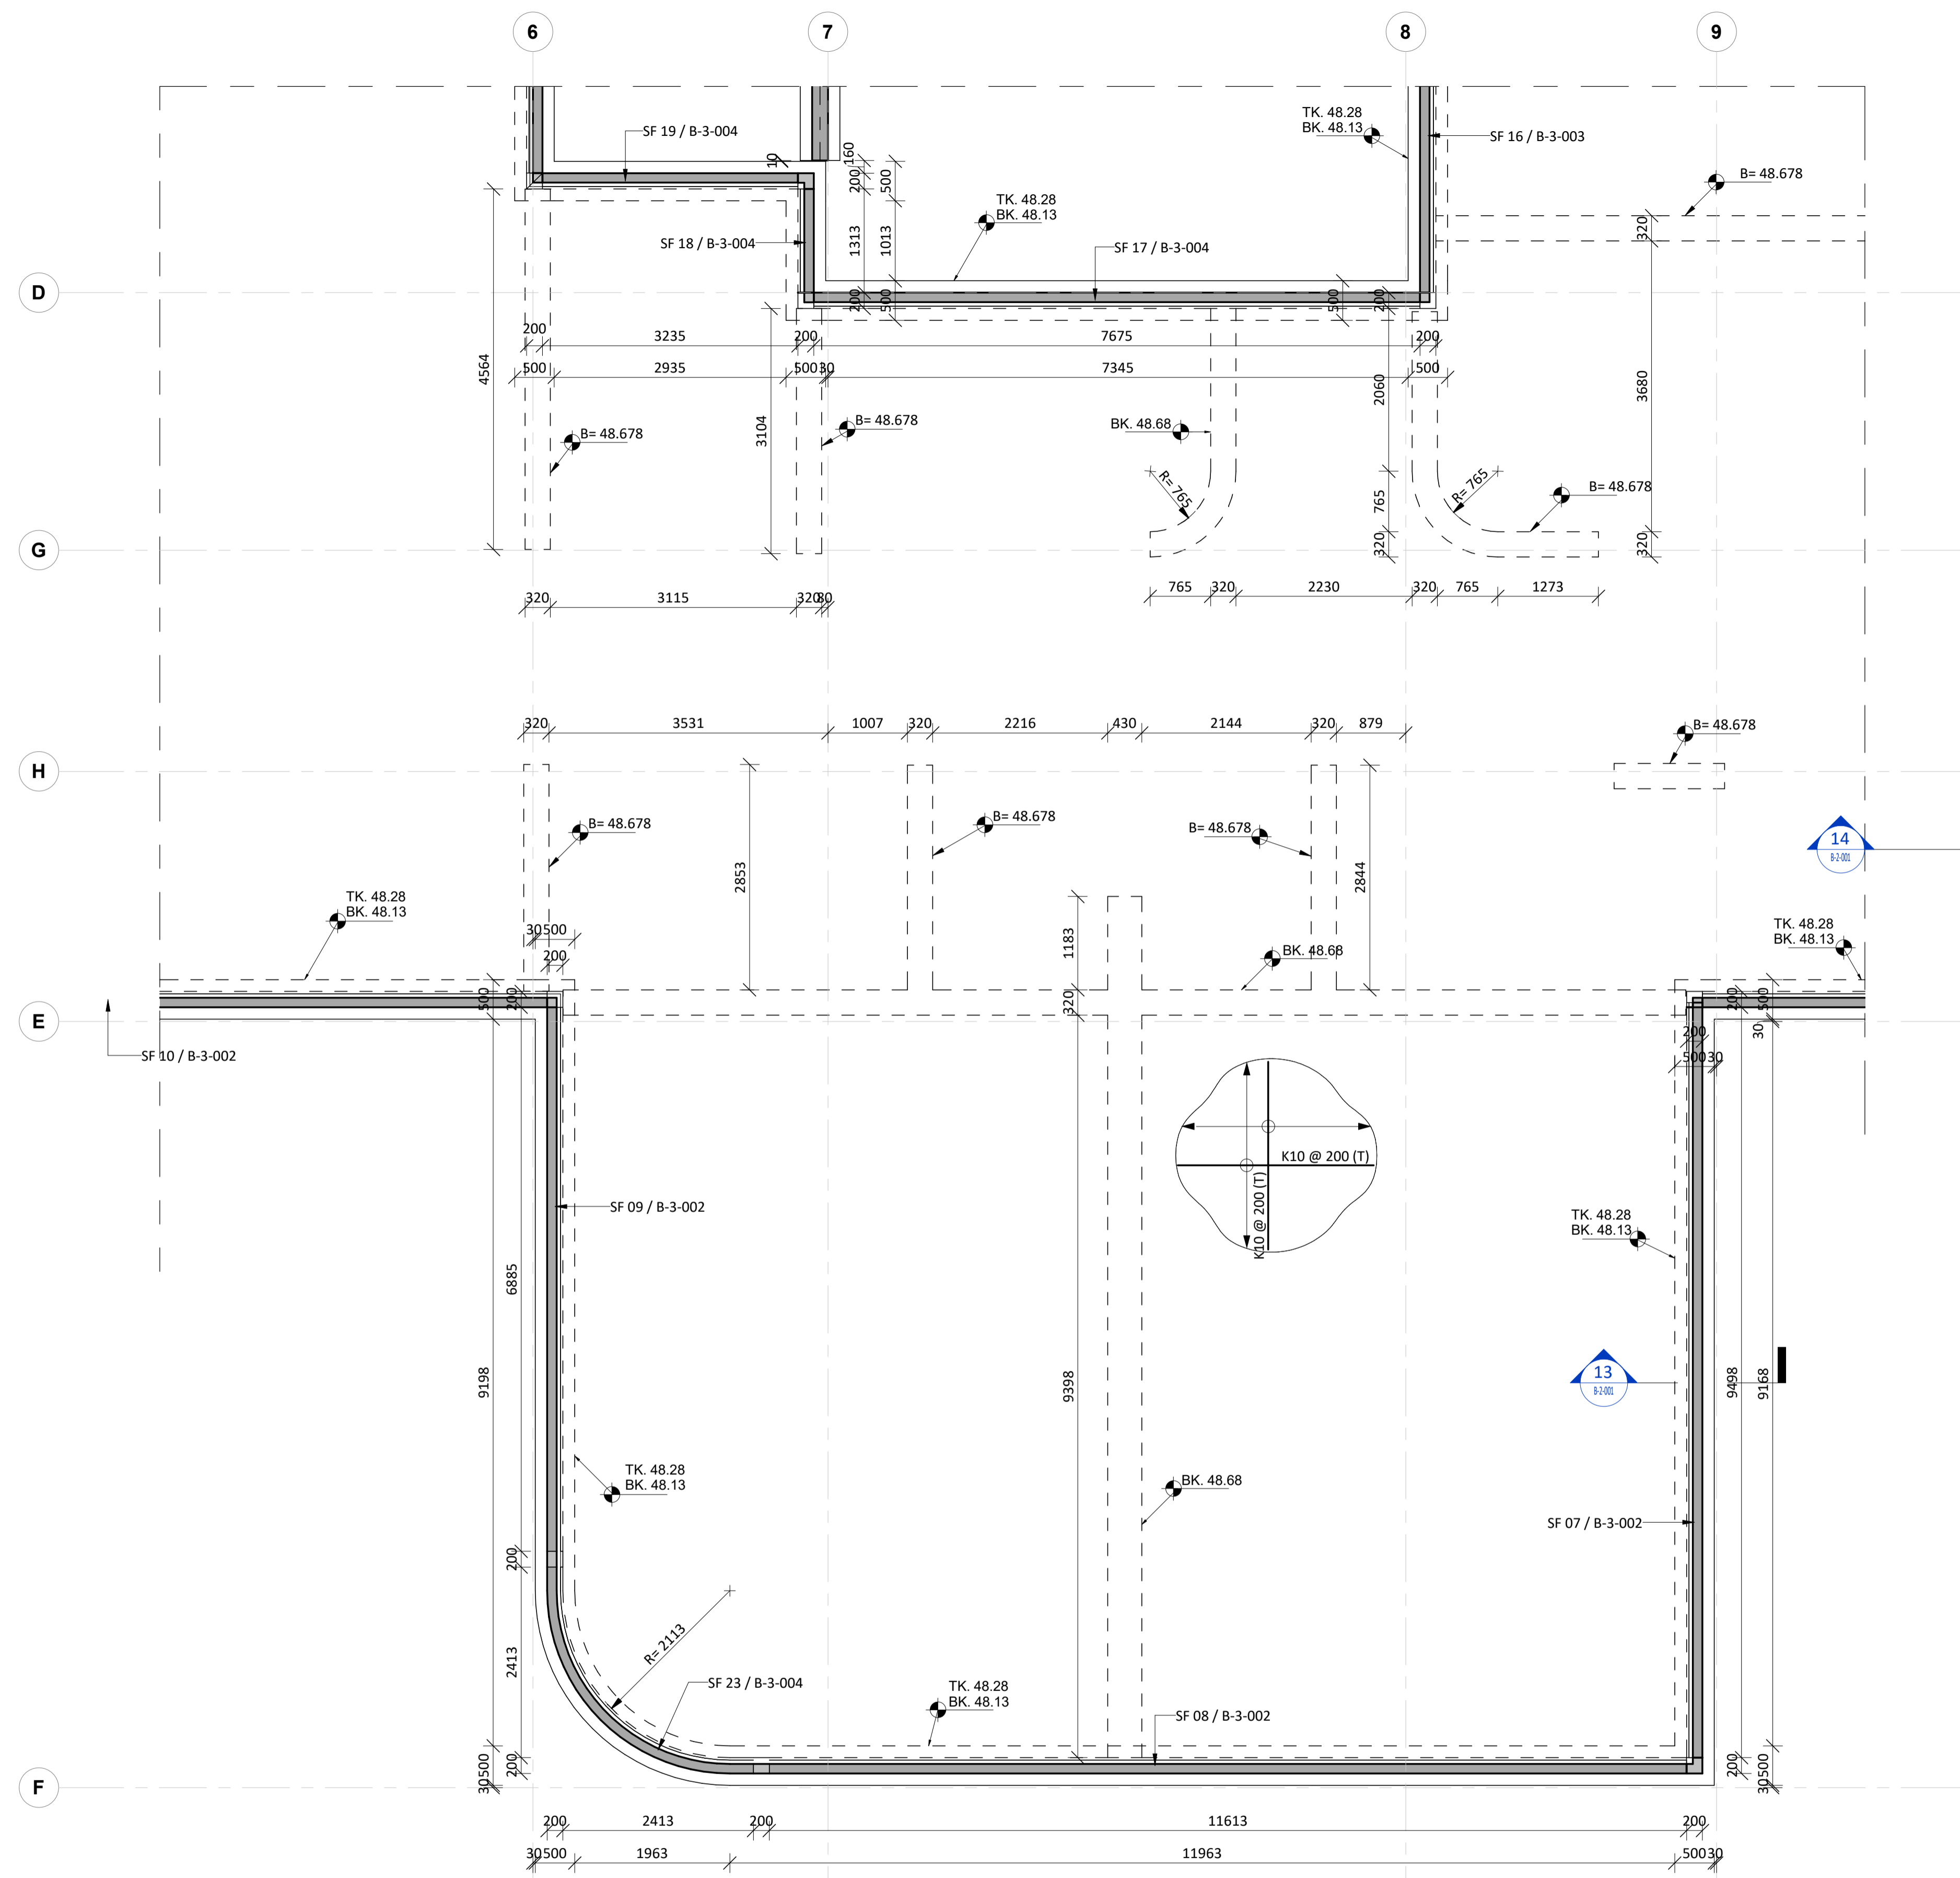 6
7
8
9
TK. 48.28
BK. 48.13
SF 19 / B-3-004
SF 16 / B-3-003
10
160
200
500
B= 48.678
TK. 48.28
BK. 48.13
320
SF 18 / B-3-004
1313
1013
SF 17 / B-3-004
D
200
500
500
200
200
3235
200
7675
200
4564
500
2935
500
30
7345
500
2060
3680
3104
B= 48.678
B= 48.678
BK. 48.68
R= 765
R= 765
765
B= 48.678
G
320
320
765
320
2230
320
765
1273
320
3115
320
80
320
3531
1007
320
2216
430
2144
320
879
B= 48.678
H
B= 48.678
B= 48.678
B= 48.678
14
B-2-001
2853
2844
TK. 48.28
BK. 48.13
30
500
200
1183
BK. 48.68
TK. 48.28
BK. 48.13
500
200
320
200
500
E
30
200
SF 10 / B-3-002
500
30
K10 @ 200 (T)
K10 @ 200 (T)
SF 09 / B-3-002
TK. 48.28
BK. 48.13
6885
9198
9398
13
B-2-001
9498
9168
TK. 48.28
BK. 48.13
BK. 48.68
SF 07 / B-3-002
200
R= 2113
2413
SF 23 / B-3-004
TK. 48.28
BK. 48.13
SF 08 / B-3-002
500
200
30
F
200
500
30
200
2413
200
11613
200
30
500
1963
11963
500
30